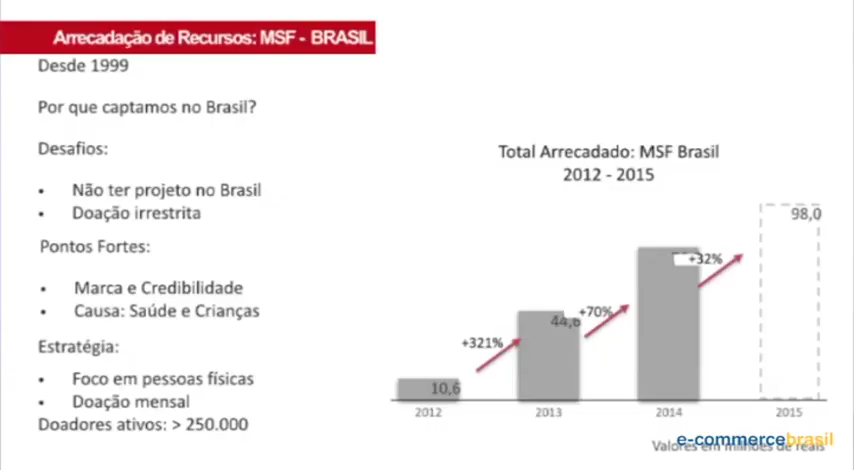 Arrecadação de Recursos: MSF - BRASIL
Desde 1999
Por que captamos no Brasil?
Desafios:
• Não ter projeto no Brasil
• Doação irrestrita
Pontos Fortes:
• Marca e Credibilidade
• Causa: Saúde e Crianças
Estratégia:
• Foco em pessoas físicas
• Doação mensal
Doadores ativos: > 250.000
Total Arrecadado: MSF Brasil
2012 - 2015
98,0
+32%
+70%
44,6
+321%
10,6
2012 2013 2014 2015
e-commercebrasil
Valores em milhões de reais